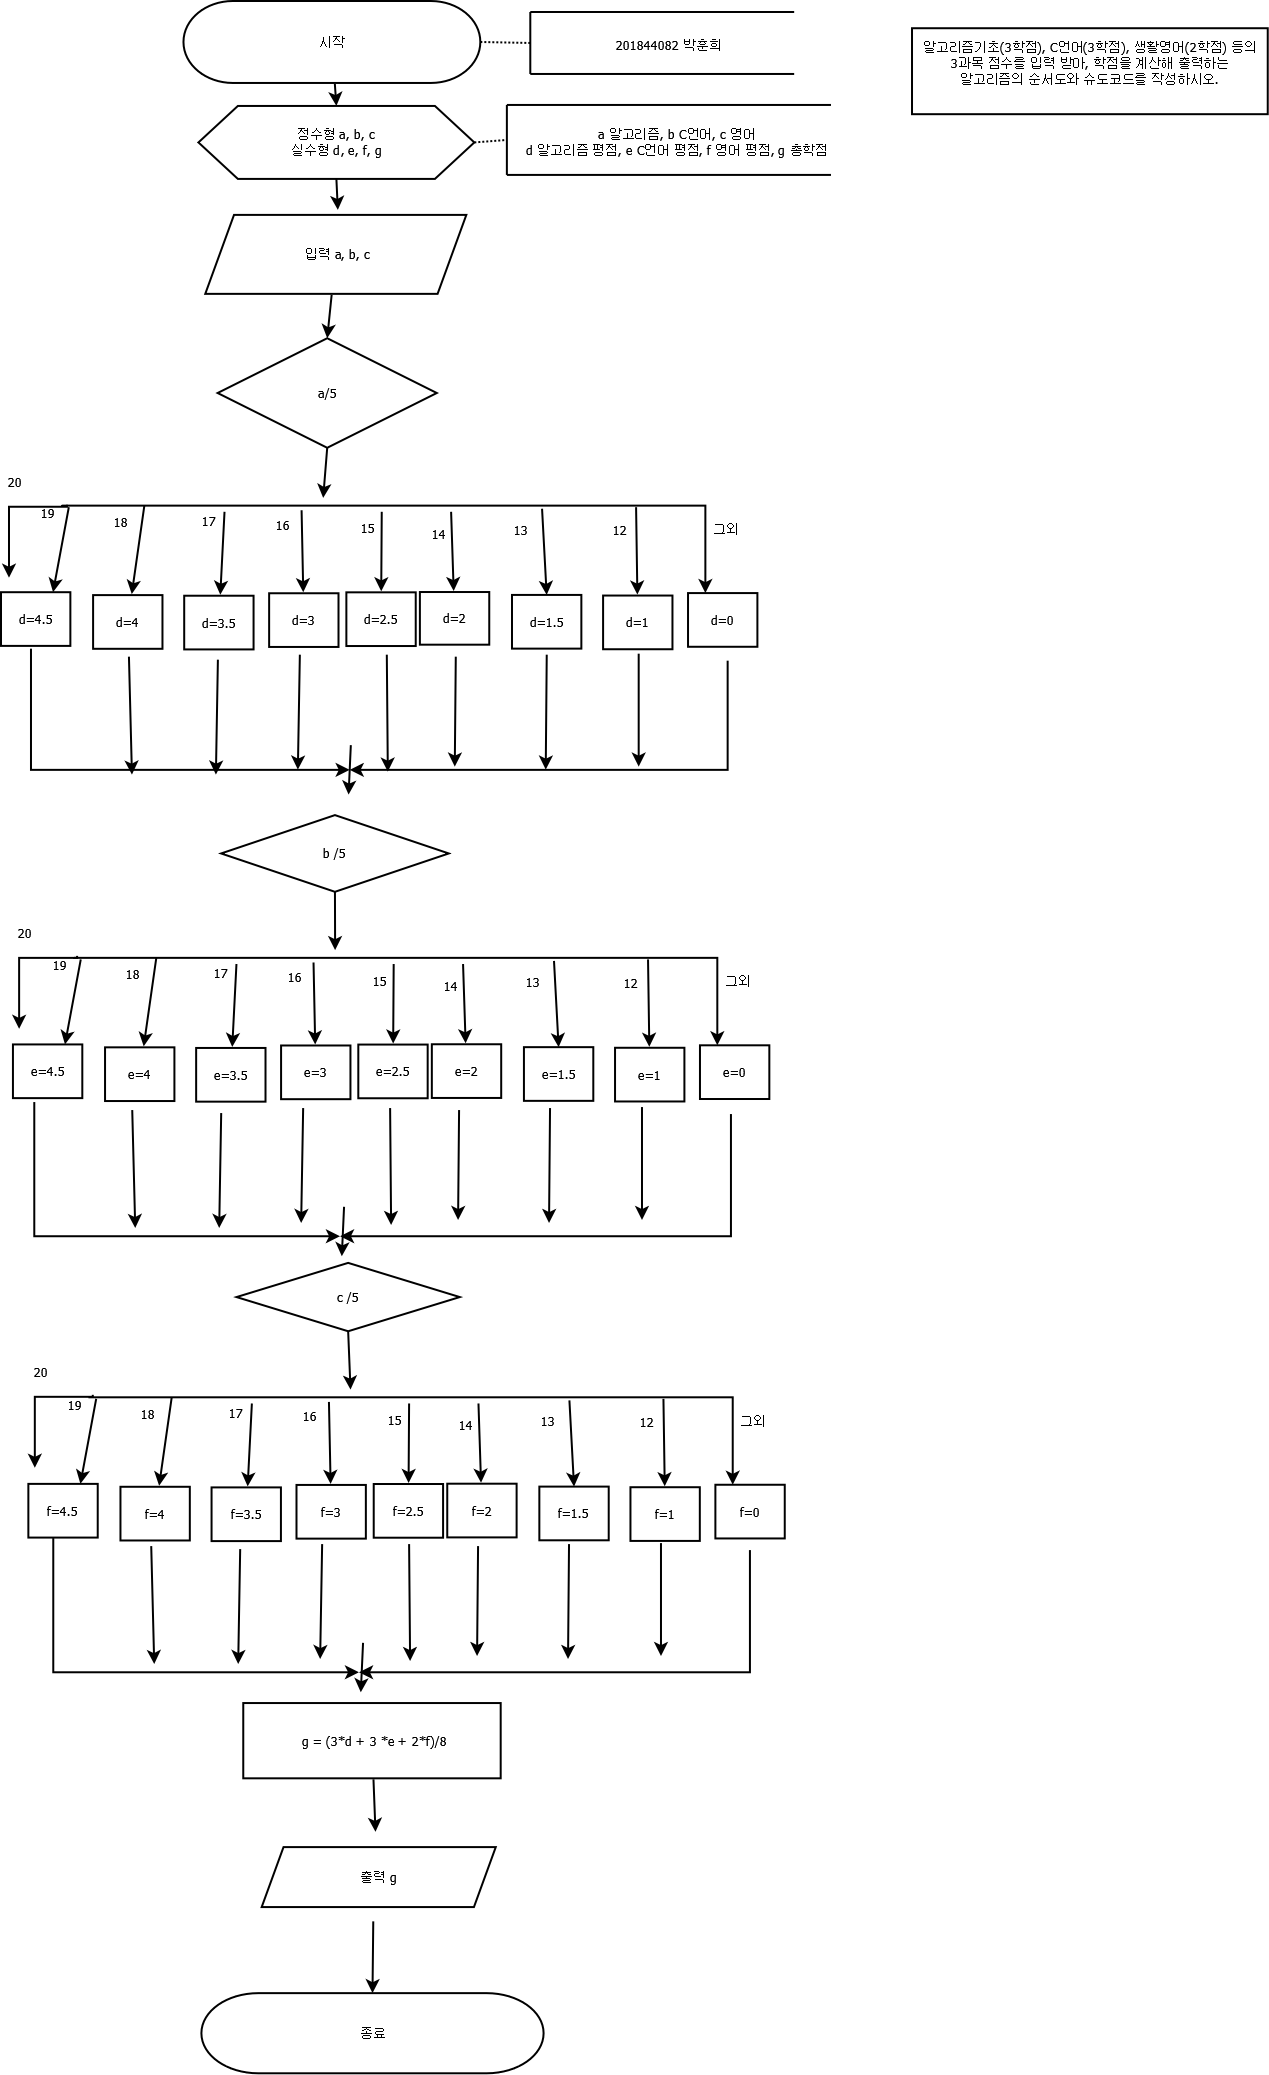 시작
201844082 박훈희
알고리즘기초(3학점), C언어(3학점), 생활영어(2학점) 등의
3과목 점수를 입력 받아, 학점을 계산해 출력하는
알고리즘의 순서도와 슈도코드를 작성하시오.
정수형 a, b, c
실수형 d, e, f, g
a 알고리즘, b C언어, c 영어
d 알고리즘 평점, e C언어 평점, f 영어 평점, g 총학점
입력 a, b, c
a/5
20
19
18
17
16
15
14
13
12
그외
d=4.5
d=4
d=3.5
d=3
d=2.5
d=2
d=1.5
d=1
d=0
b /5
20
19
18
17
16
15
14
13
12
그외
e=4.5
e=4
e=3.5
e=3
e=2.5
e=2
e=1.5
e=1
e=0
c /5
20
19
18
17
16
15
14
13
12
그외
f=4.5
f=4
f=3.5
f=3
f=2.5
f=2
f=1.5
f=1
f=0
g = (3*d + 3 *e + 2*f)/8
출력 g
종료